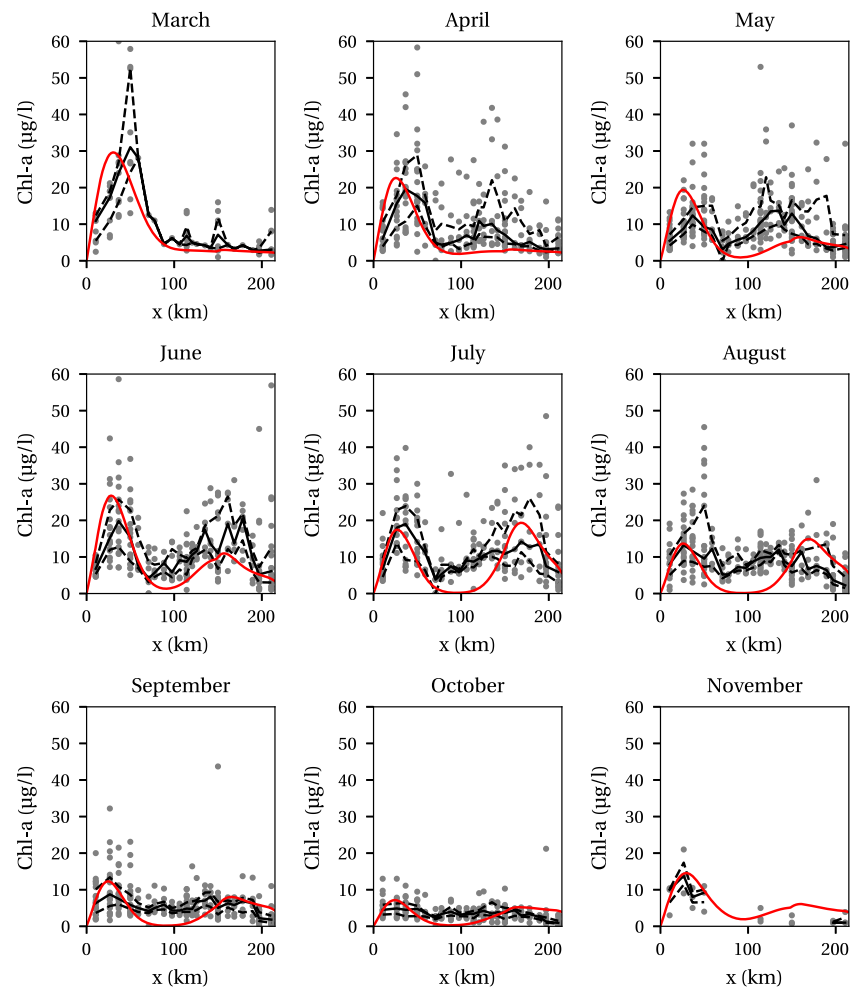 March April May
60 60 60
50 50 50
40 40 40
30 30 30
20 20 20
10 10 10
0 0 0
Chl-a (µg/l) Chl-a (µg/l) Chl-a (µg/l)
0 100 200 0 100 200 0 100 200
x (km) x (km) x (km)
June July August
60 60 60
50 50 50
40 40 40
30 30 30
20 20 20
10 10 10
0 0 0
Chl-a (µg/l) Chl-a (µg/l) Chl-a (µg/l)
0 100 200 0 100 200 0 100 200
x (km) x (km) x (km)
September October November
60 60 60
50 50 50
40 40 40
30 30 30
20 20 20
10 10 10
0 0 0
Chl-a (µg/l) Chl-a (µg/l) Chl-a (µg/l)
0 100 200 0 100 200 0 100 200
x (km) x (km) x (km)